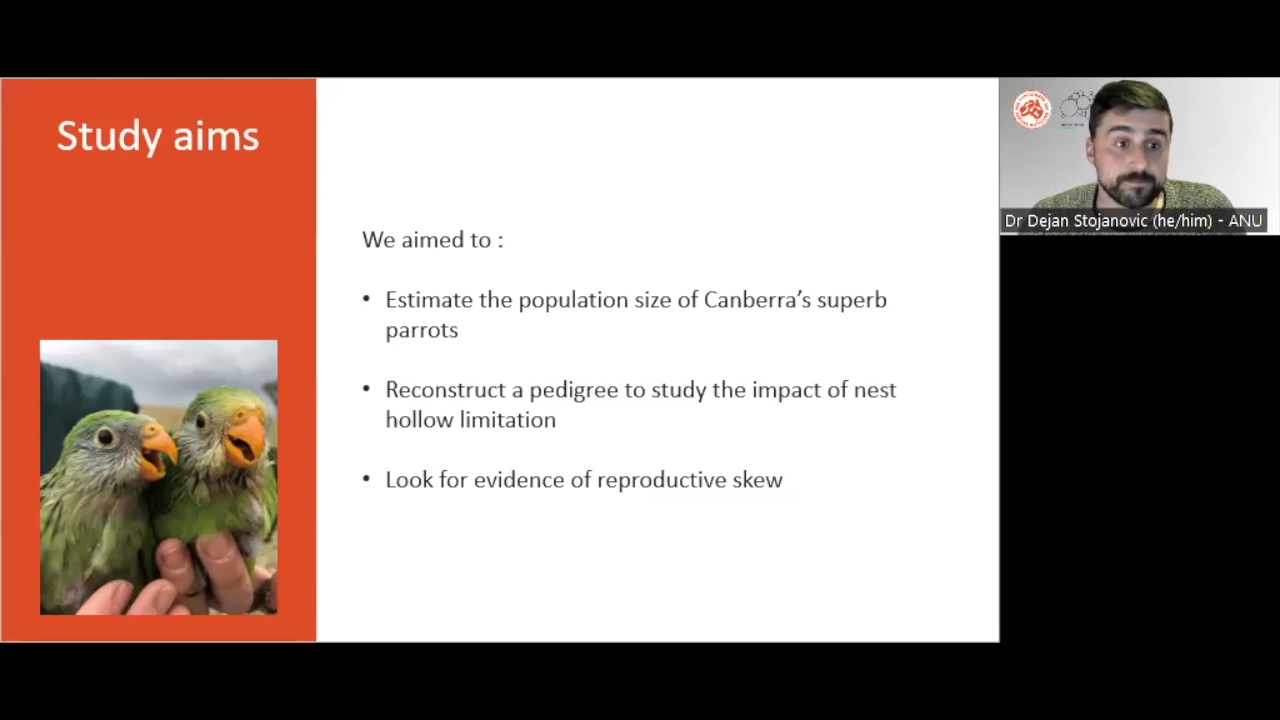 Study aims
We aimed to :
• Estimate the population size of Canberra’s superb
parrots
• Reconstruct a pedigree to study the impact of nest
hollow limitation
• Look for evidence of reproductive skew
Dr Dejan Stojanovic (he/him) - ANU